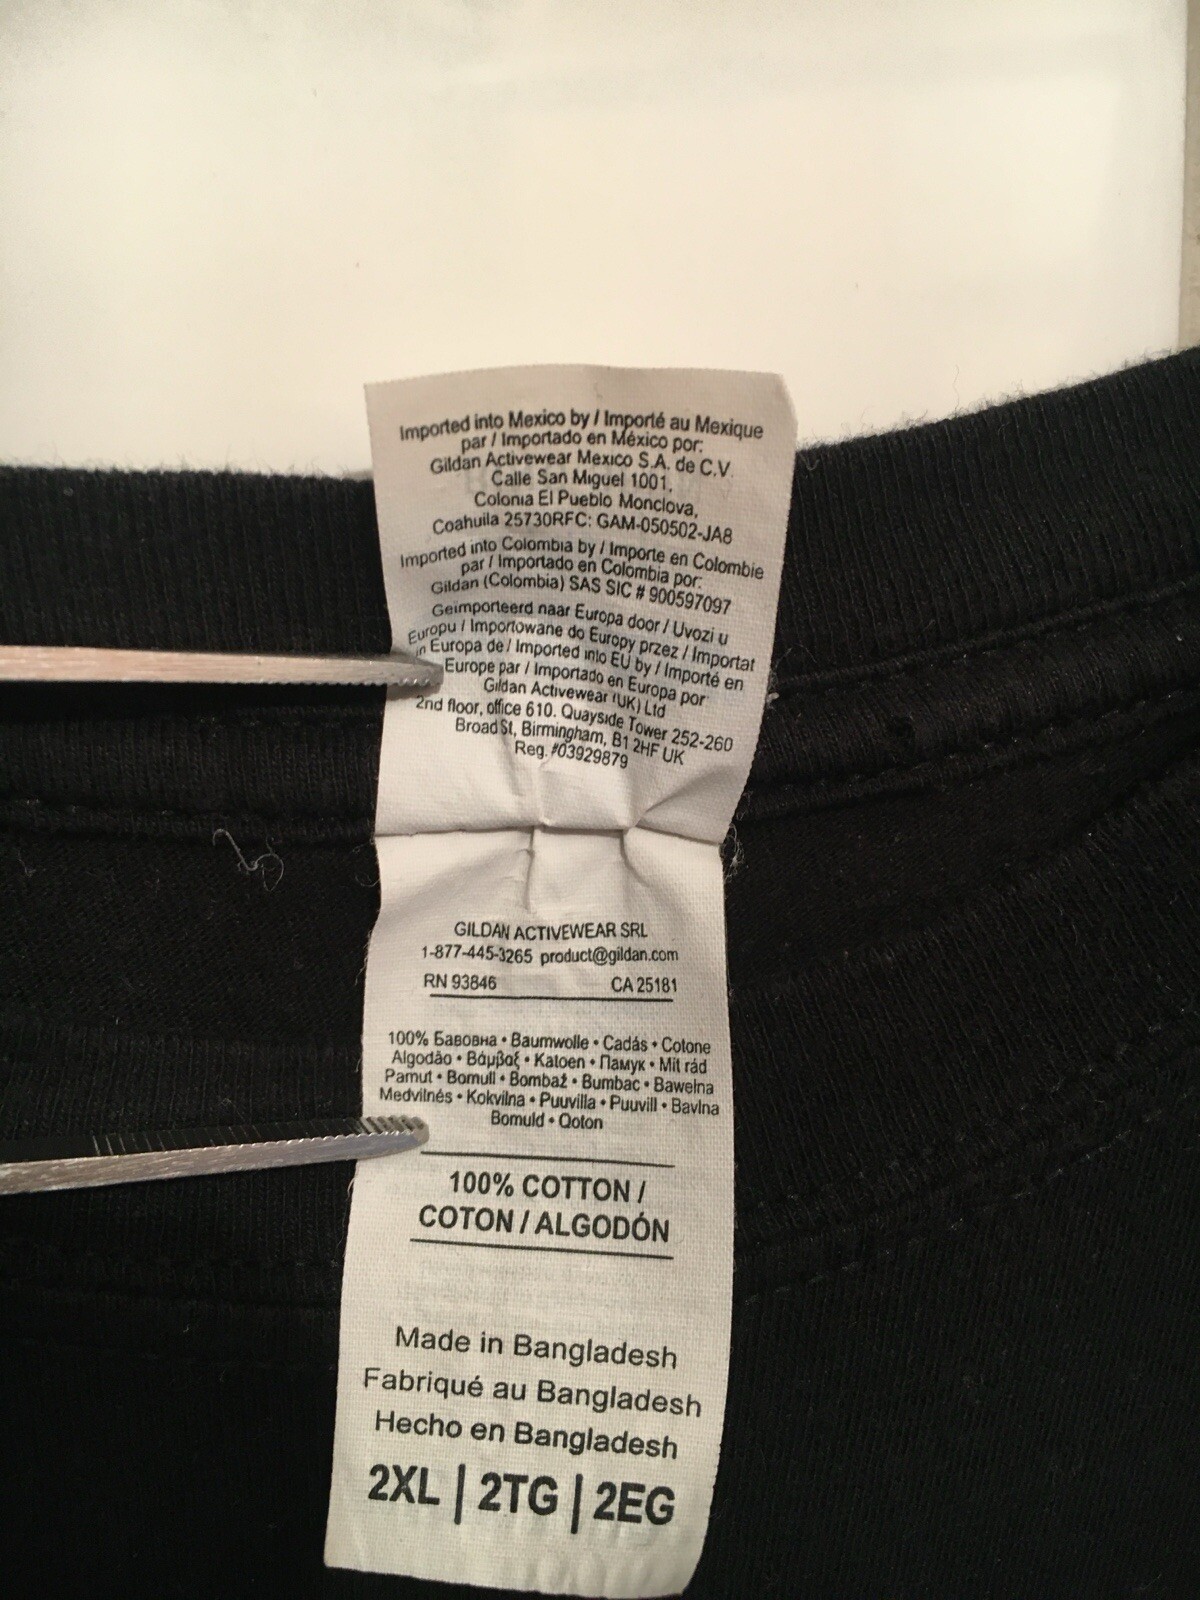 Imported into Mexico by / Importé au Mexique
par / Importado en México por:
Gildan Activewear Mexico S.A. de C.V.
Calle San Miguel 1001,
Colonia El Pueblo Monclova,
Coahuila 25730RFC: GAM-050502-JA8
Imported into Colombia by / Importe en Colombie
par / Importado en Colombia por:
Gildan (Colombia) SAS SIC # 900597097
Geïmporteerd naar Europa door / Uvozi u
Europu / Importowane do Europy przez / Importat
in Europa de / Imported into EU by / Importé en
Europe par / Importado en Europa por
Gildan Activewear (UK) Ltd
2nd floor, office 610. Quayside Tower 252-260
Broad St, Birmingham, B1 2HF UK
Reg. #03929879
GILDAN ACTIVEWEAR SRL
1-877-445-3265 product@gildan.com
RN 93846 CA 25181
100% Бавовна • Baumwolle • Cadás • Cotone
Algodão • Βάμβαξ • Katoen • Памук • Mit rád
Pamut • Bomull • Bombaž • Bumbac • Bawełna
Medvilnés • Kokvilna • Puuvilla • Puuvill • Bavlna
Bomuld • Qoton
100% COTTON /
COTON / ALGODÓN
Made in Bangladesh
Fabriqué au Bangladesh
Hecho en Bangladesh
2XL | 2TG | 2EG